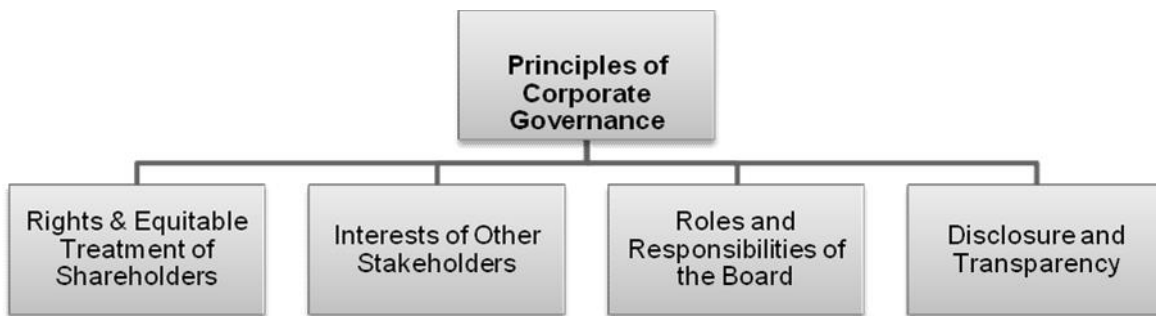 Principles of
Corporate
Governance
Rights & Equitable
Treatment of
Shareholders
Interests of Other
Stakeholders
Roles and
Responsibilities of
the Board
Disclosure and
Transparency